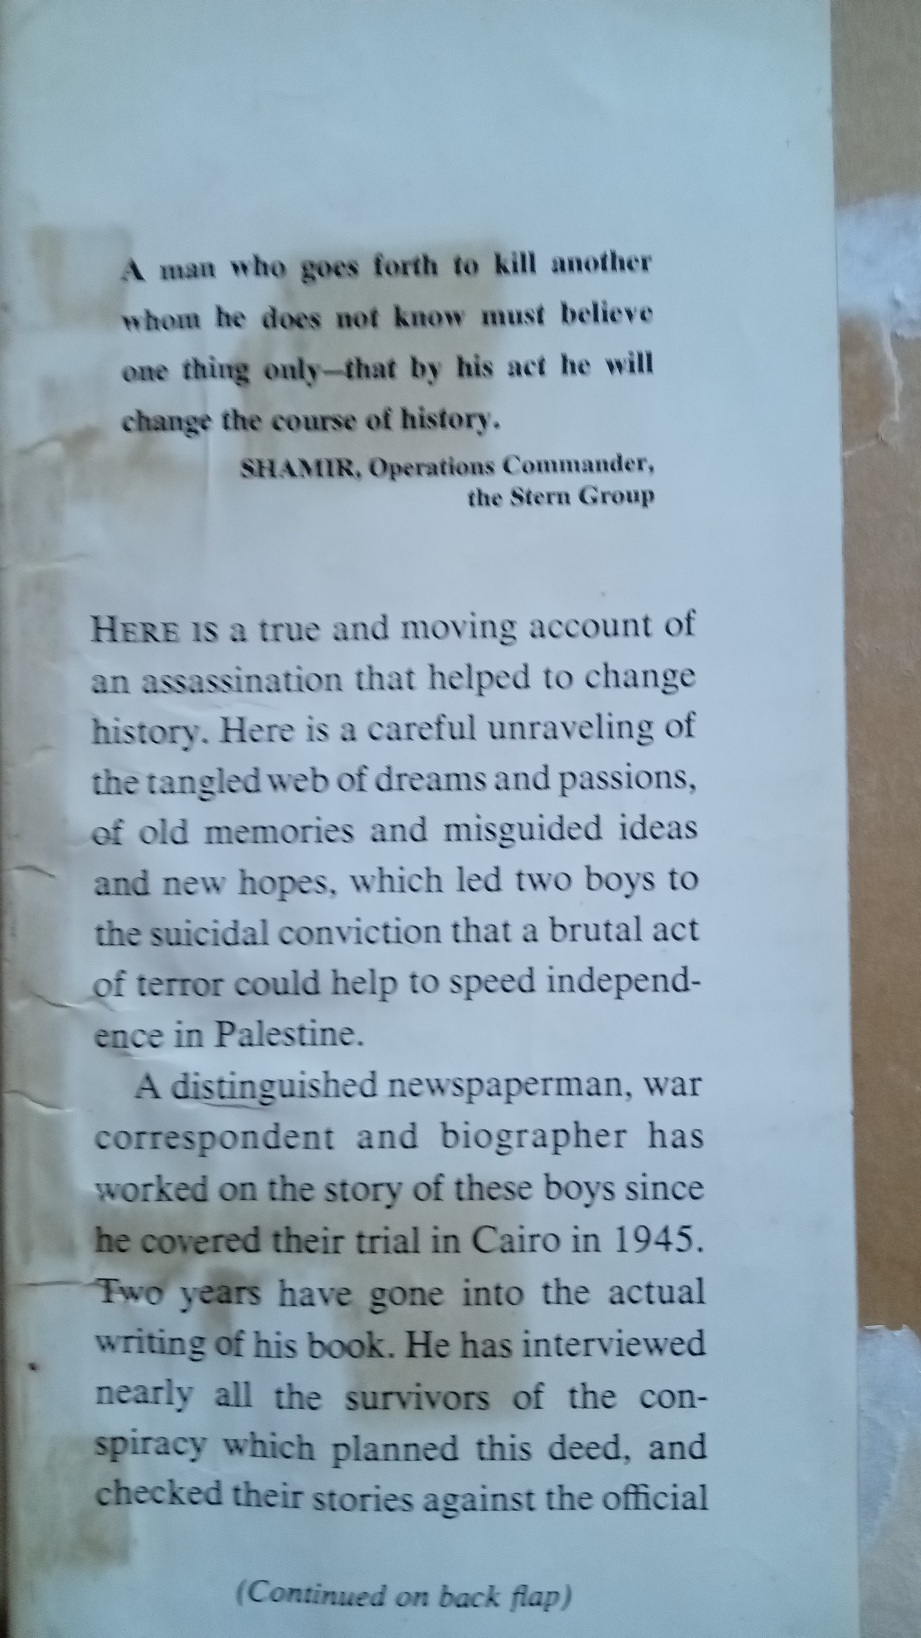 A man who goes forth to kill another
whom he does not know must believe
one thing only—that by his act he will
change the course of history.
SHAMIR, Operations Commander,
the Stern Group
HERE IS a true and moving account of
an assassination that helped to change
history. Here is a careful unraveling of
the tangled web of dreams and passions,
of old memories and misguided ideas
and new hopes, which led two boys to
the suicidal conviction that a brutal act
of terror could help to speed independ-
ence in Palestine.
A distinguished newspaperman, war
correspondent and biographer has
worked on the story of these boys since
he covered their trial in Cairo in 1945.
Two years have gone into the actual
writing of his book. He has interviewed
nearly all the survivors of the con-
spiracy which planned this deed, and
checked their stories against the official
(Continued on back flap)